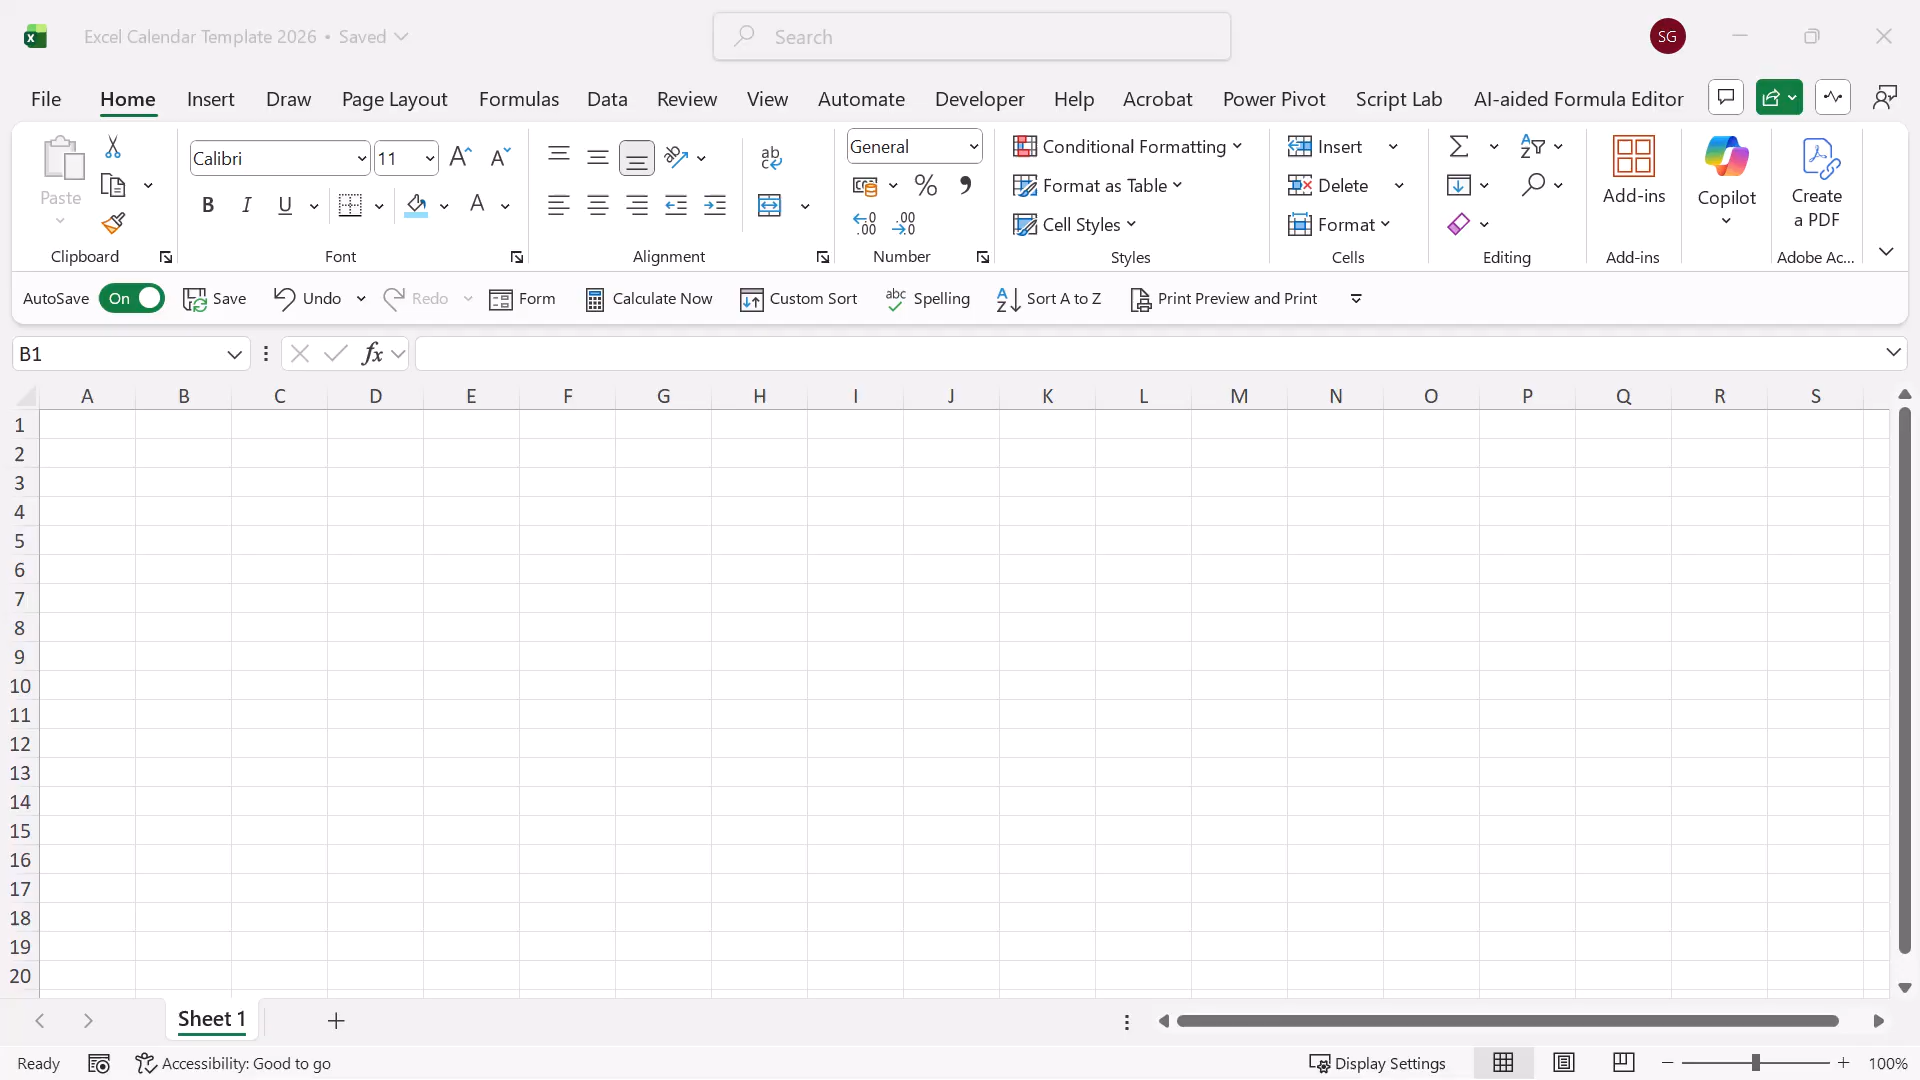 Excel Calendar Template 2026 • Saved
Search
SG
File Home Insert Draw Page Layout Formulas Data Review View Automate Developer Help Acrobat Power Pivot Script Lab AI-aided Formula Editor
Paste
Calibri 11
B I U A
ab
General
% 9
Conditional Formatting
Format as Table
Cell Styles
Insert
Delete
Format
Add-ins
Copilot
Create
a PDF
Clipboard Font Alignment Number Styles Cells Editing Add-ins Adobe Ac...
AutoSave On Save Undo Redo Form Calculate Now Custom Sort Spelling Sort A to Z Print Preview and Print
B1 fx
A B C D E F G H I J K L M N O P Q R S
1
2
3
4
5
6
7
8
9
10
11
12
13
14
15
16
17
18
19
20
Sheet 1
Ready Accessibility: Good to go Display Settings 100%